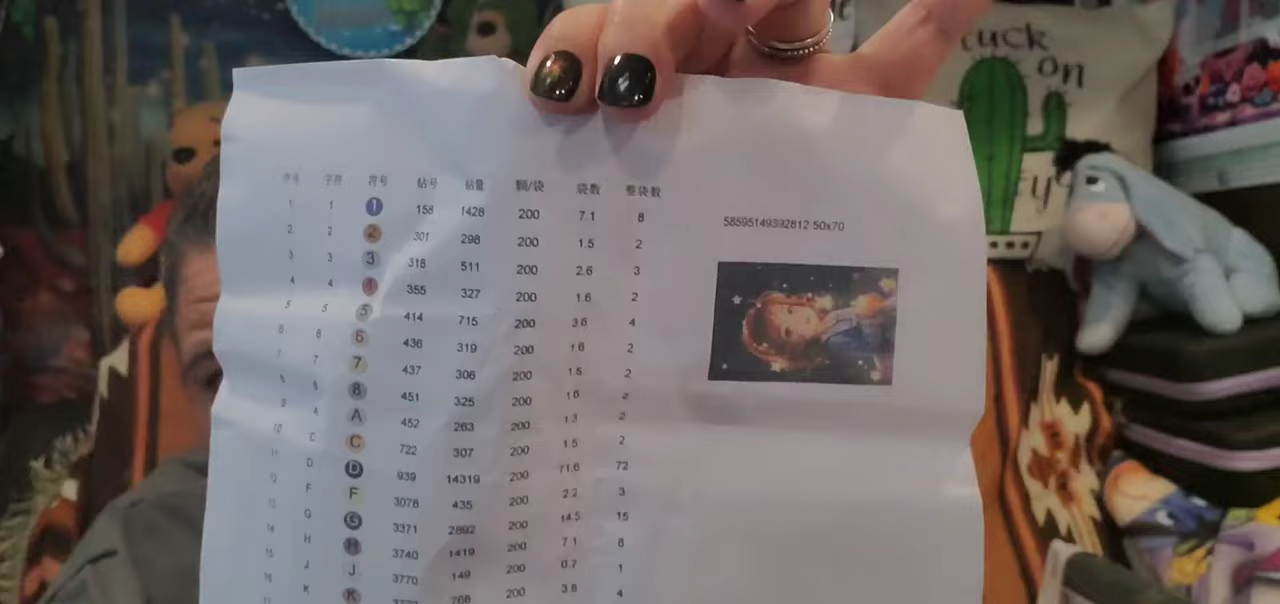 uck
on
序号 字符 符号 钻号 钻量 颗/袋 袋数 整袋数
1 1 1 158 1428 200 7.1 8
2 2 2 301 298 200 1.5 2
3 3 3 318 511 200 2.6 3
4 4 4 355 327 200 1.6 2
5 5 5 414 715 200 3.6 4
6 6 6 436 319 200 1.6 2
7 7 7 437 306 200 1.5 2
8 8 8 451 325 200 1.6 2
9 A A 452 263 200 1.3 2
10 C C 722 307 200 1.5 2
11 D D 939 14319 200 71.6 72
12 F F 3078 435 200 2.2 3
13 G G 3371 2892 200 14.5 15
14 H H 3740 1419 200 7.1 8
15 J J 3770 149 200 0.7 1
16 K K 768 200 3.8 4
17
58595149392812 50x70